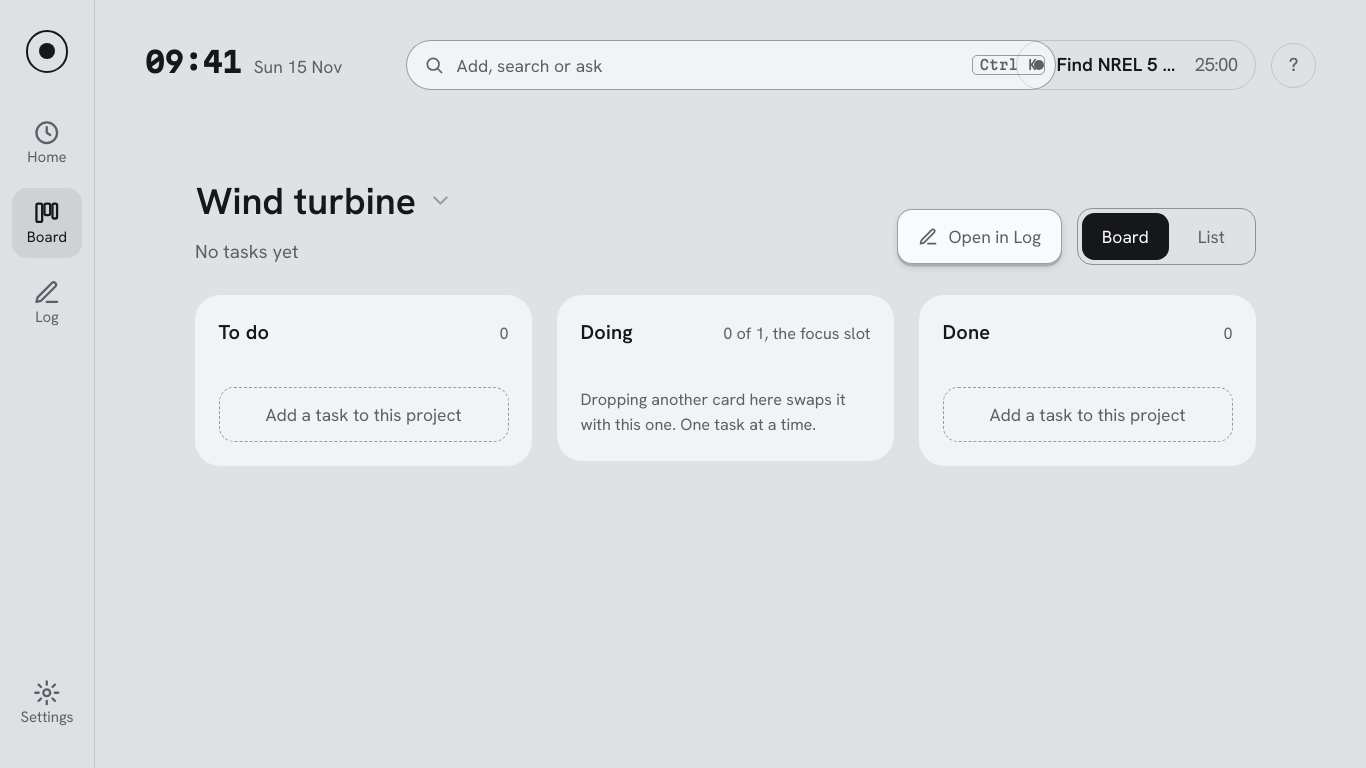 09:41 Sun 15 Nov
Add, search or ask
Ctrl
Find NREL 5 ...
25:00
?
Home
Board
Log
Settings
Wind turbine
No tasks yet
Open in Log
Board
List
To do
0
Add a task to this project
Doing
0 of 1, the focus slot
Dropping another card here swaps it
with this one. One task at a time.
Done
0
Add a task to this project